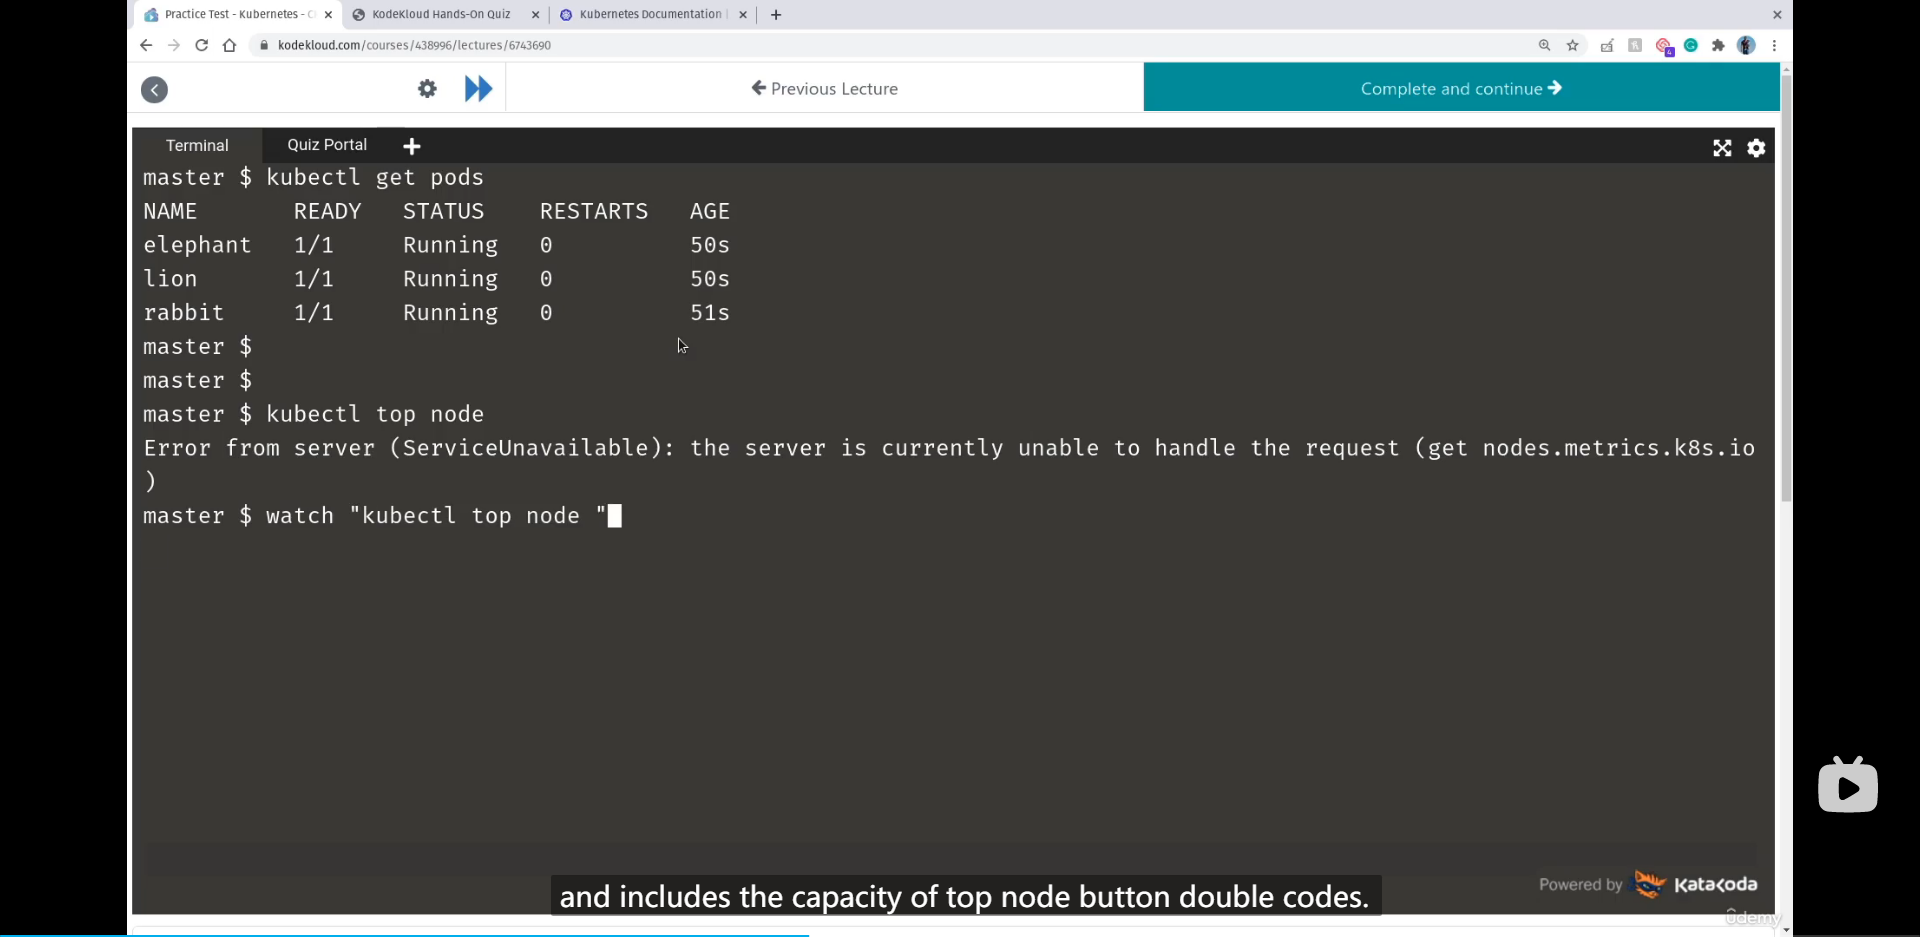 Practice Test - Kubernetes - C
KodeKloud Hands-On Quiz
Kubernetes Documentation
kodekloud.com/courses/438996/lectures/6743690
4
Previous Lecture
Complete and continue
Terminal
Quiz Portal
master $ kubectl get pods
NAME READY STATUS RESTARTS AGE
elephant 1/1 Running 0 50s
lion 1/1 Running 0 50s
rabbit 1/1 Running 0 51s
master $
master $
master $ kubectl top node
Error from server (ServiceUnavailable): the server is currently unable to handle the request (get nodes.metrics.k8s.io
)
master $ watch "kubectl top node "
Powered by Katacoda
and includes the capacity of top node button double codes.
ûdemy